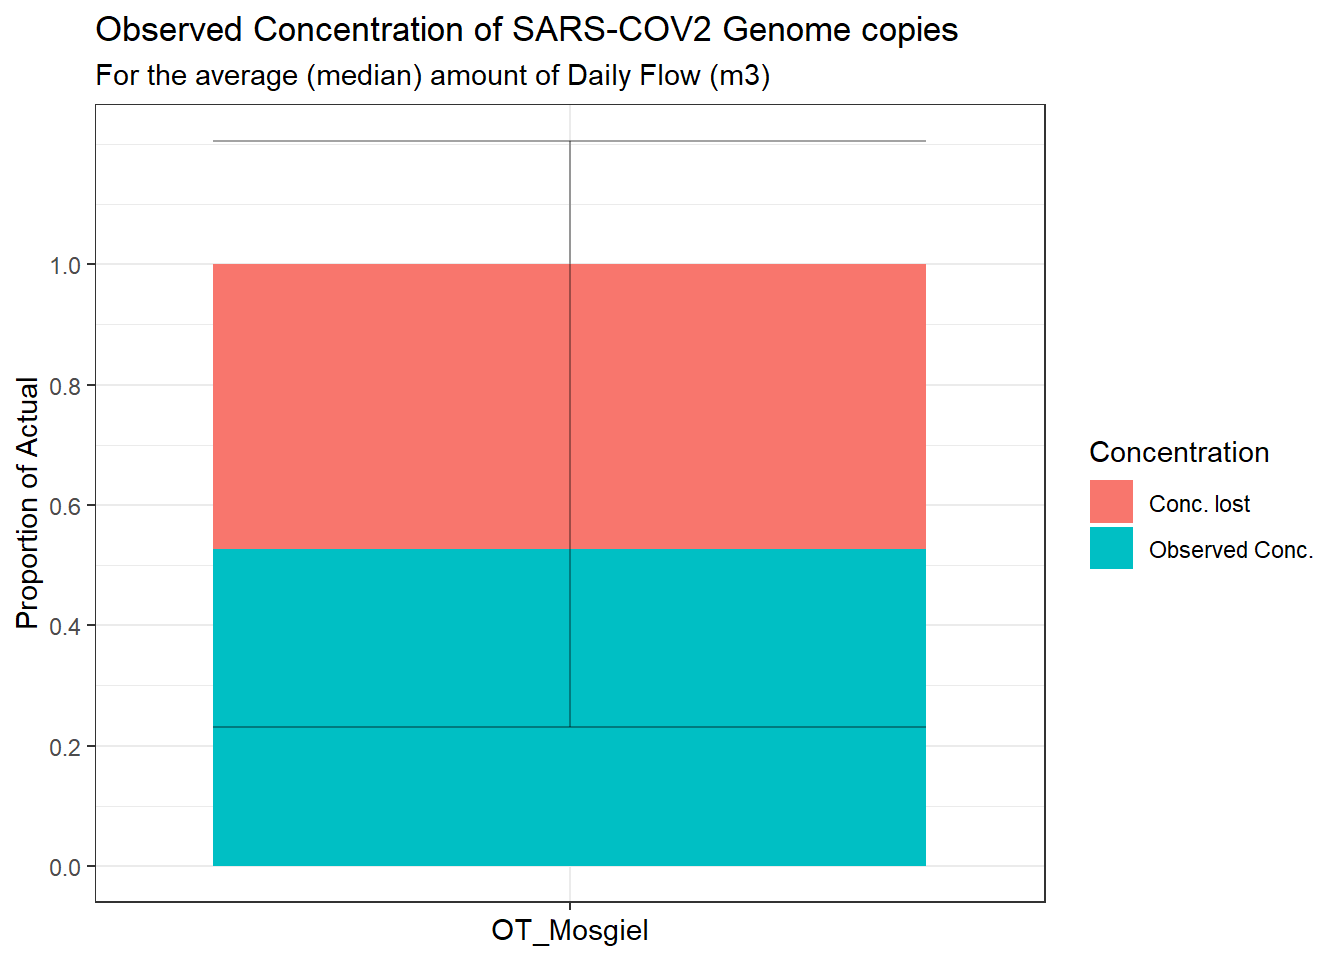 Observed Concentration of SARS-COV2 Genome copies
For the average (median) amount of Daily Flow (m3)
Proportion of Actual
1.0
0.8
0.6
0.4
0.2
0.0
OT_Mosgiel
Concentration
Conc. lost
Observed Conc.